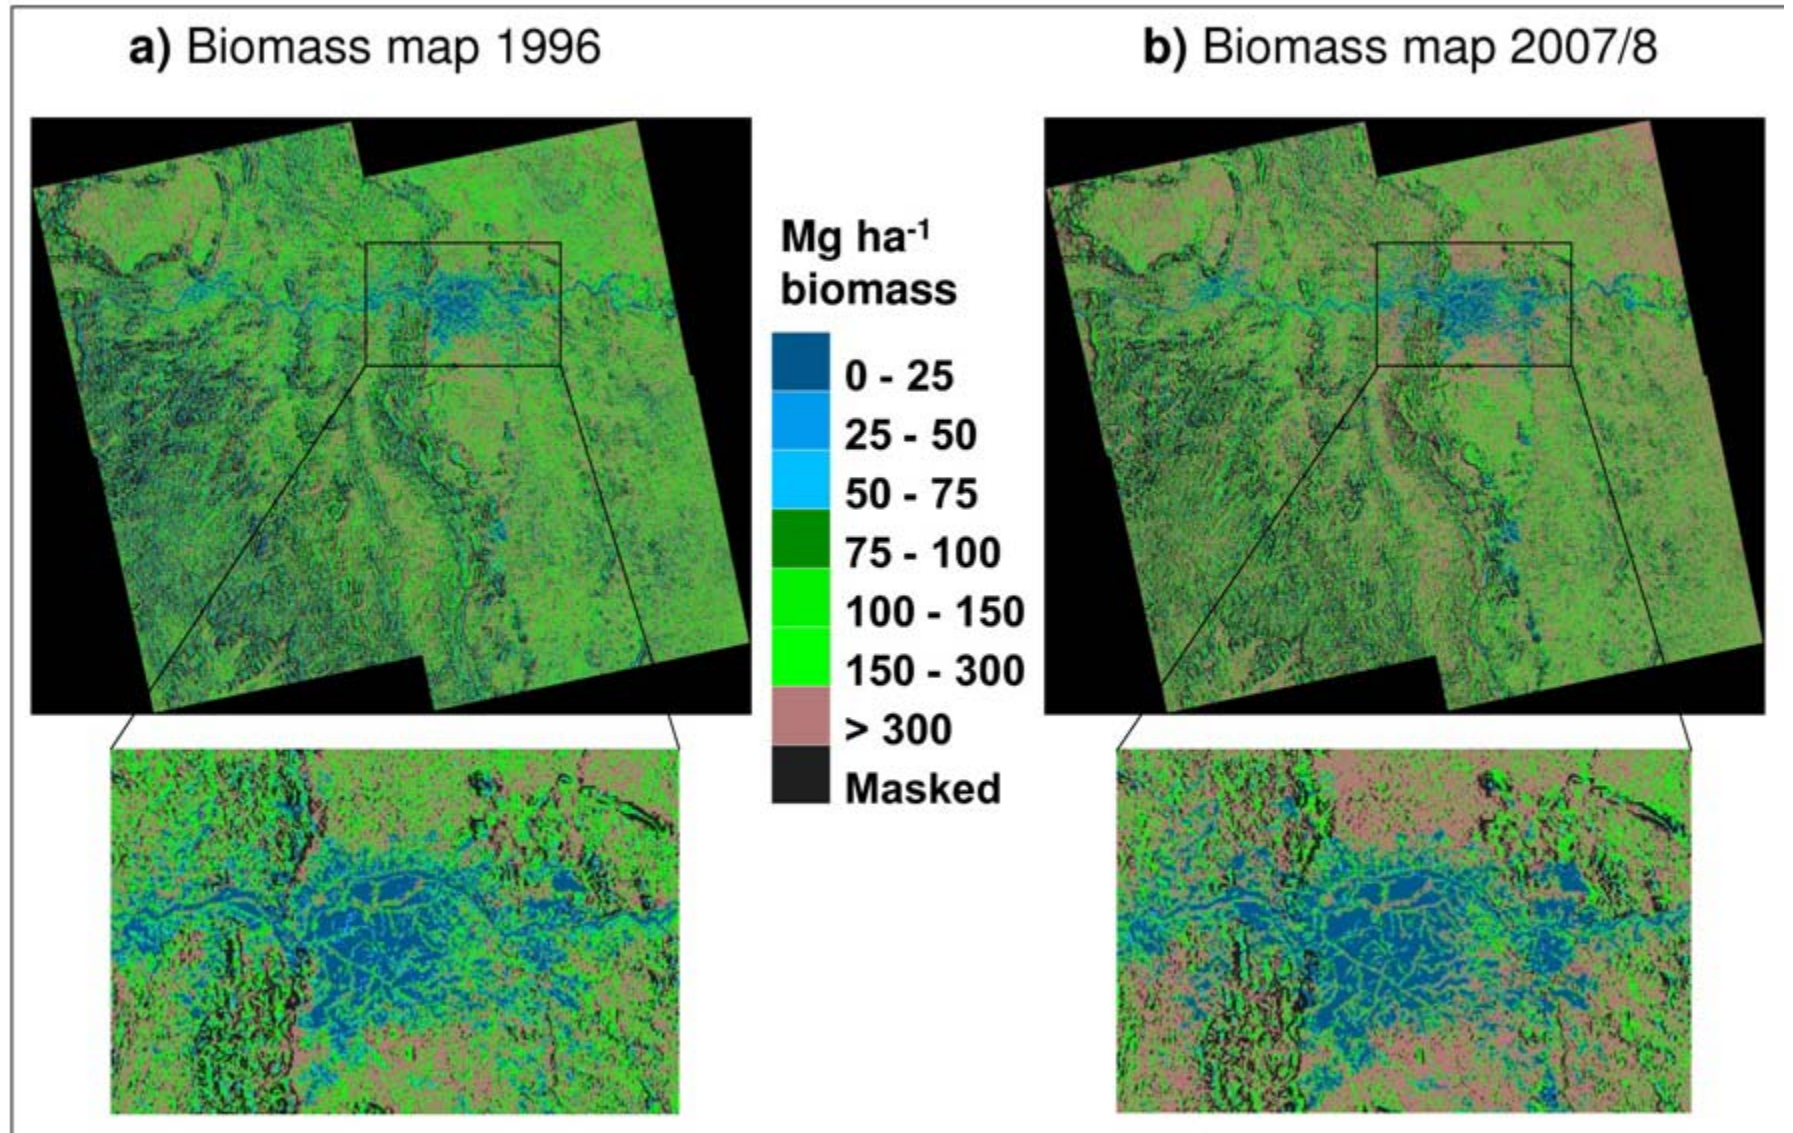 a) Biomass map 1996
b) Biomass map 2007/8
Mg ha⁻¹
biomass
0 - 25
25 - 50
50 - 75
75 - 100
100 - 150
150 - 300
> 300
Masked